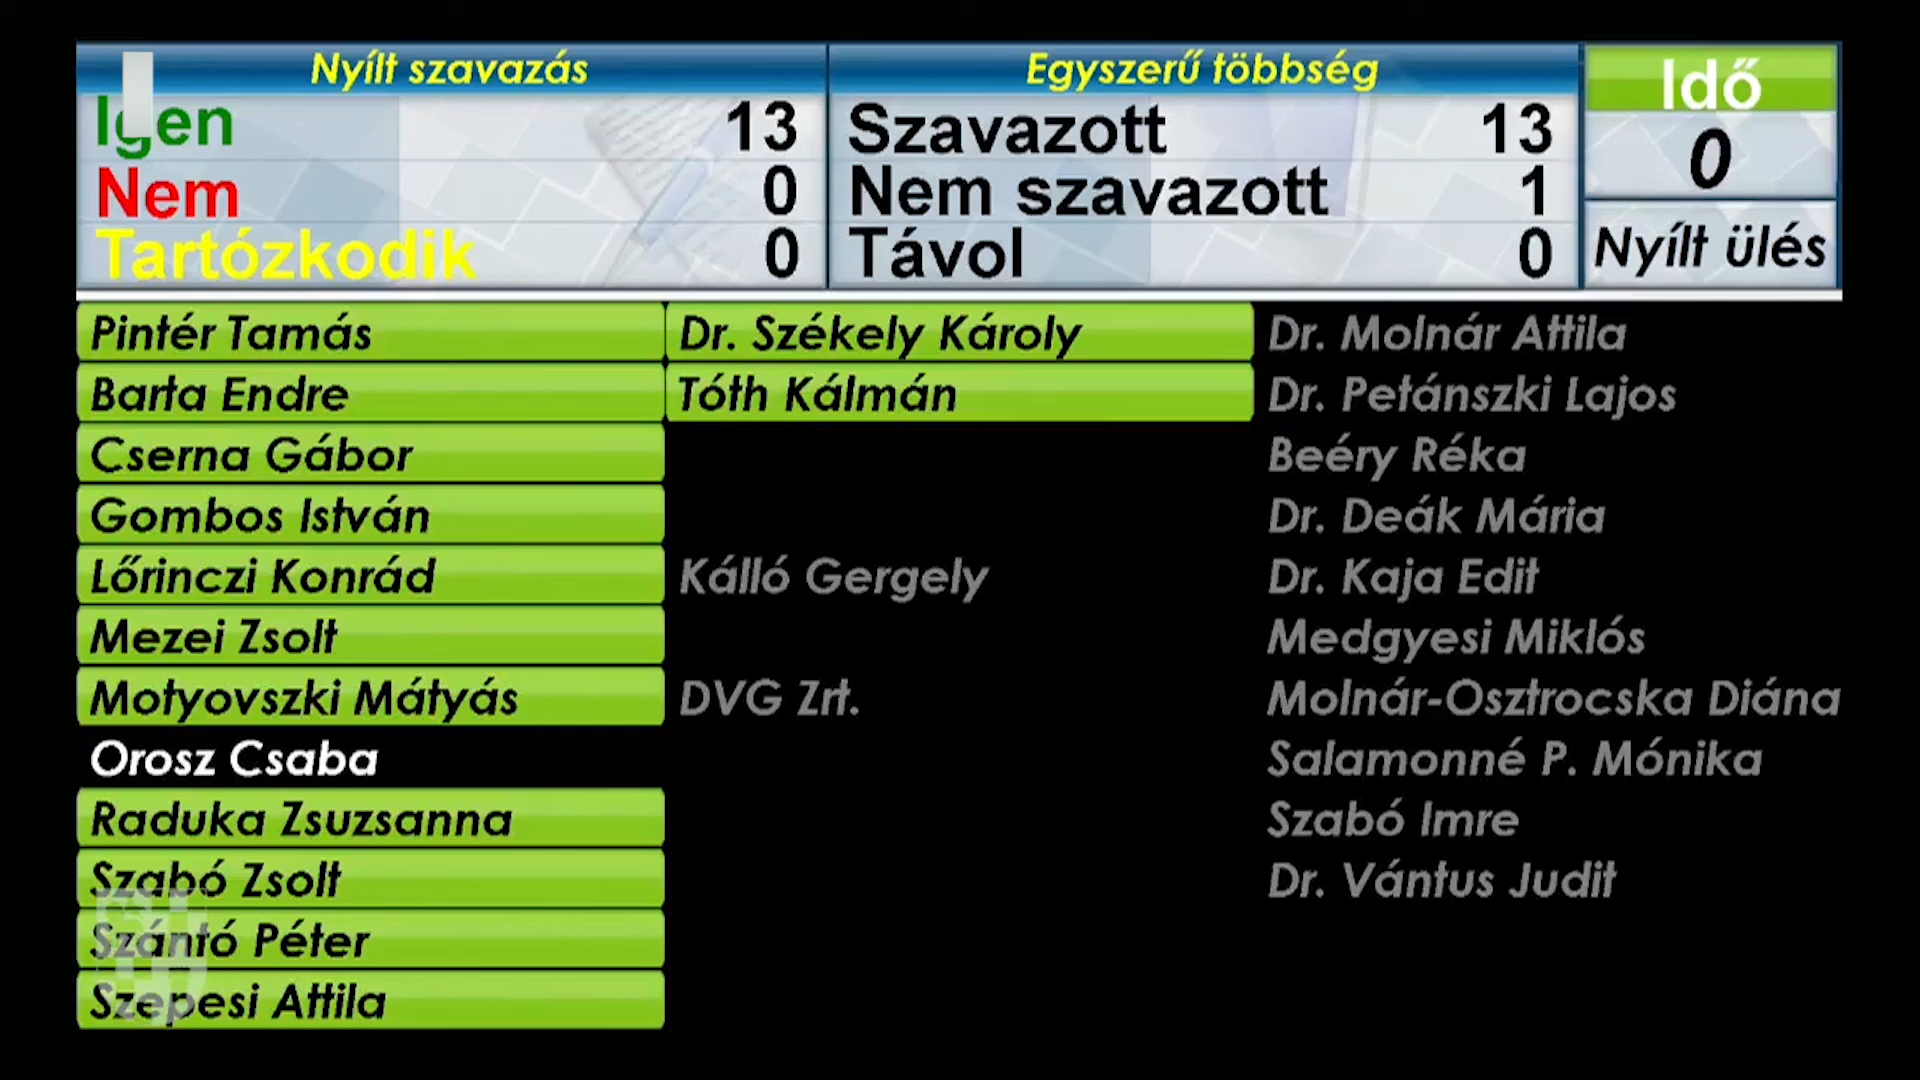 Nyílt szavazás
Igen 13
Nem 0
Tartózkodik 0
Egyszerű többség
Szavazott 13
Nem szavazott 1
Távol 0
Idő
0
Nyílt ülés
Pintér Tamás
Barta Endre
Cserna Gábor
Gombos István
Lőrinczi Konrád
Mezei Zsolt
Motyovszki Mátyás
Orosz Csaba
Raduka Zsuzsanna
Szabó Zsolt
Szántó Péter
Szepesi Attila
Dr. Székely Károly
Tóth Kálmán
Kálló Gergely
DVG Zrt.
Dr. Molnár Attila
Dr. Petánszki Lajos
Beéry Réka
Dr. Deák Mária
Dr. Kaja Edit
Medgyesi Miklós
Molnár-Osztrocska Diána
Salamonné P. Mónika
Szabó Imre
Dr. Vántus Judit